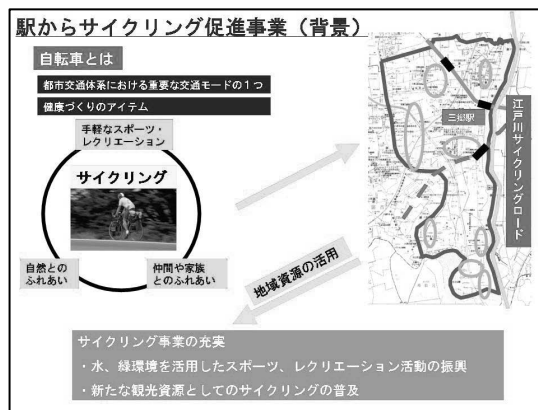 駅からサイクリング促進事業（背景）
自転車とは
都市交通体系における重要な交通モードの１つ
健康づくりのアイテム
手軽なスポーツ・
レクリエーション
サイクリング
自然との
ふれあい
仲間や家族
とのふれあい
三郷駅
江戸川サイクリングロード
地域資源の活用
サイクリング事業の充実
・水、緑環境を活用したスポーツ、レクリエーション活動の振興
・新たな観光資源としてのサイクリングの普及